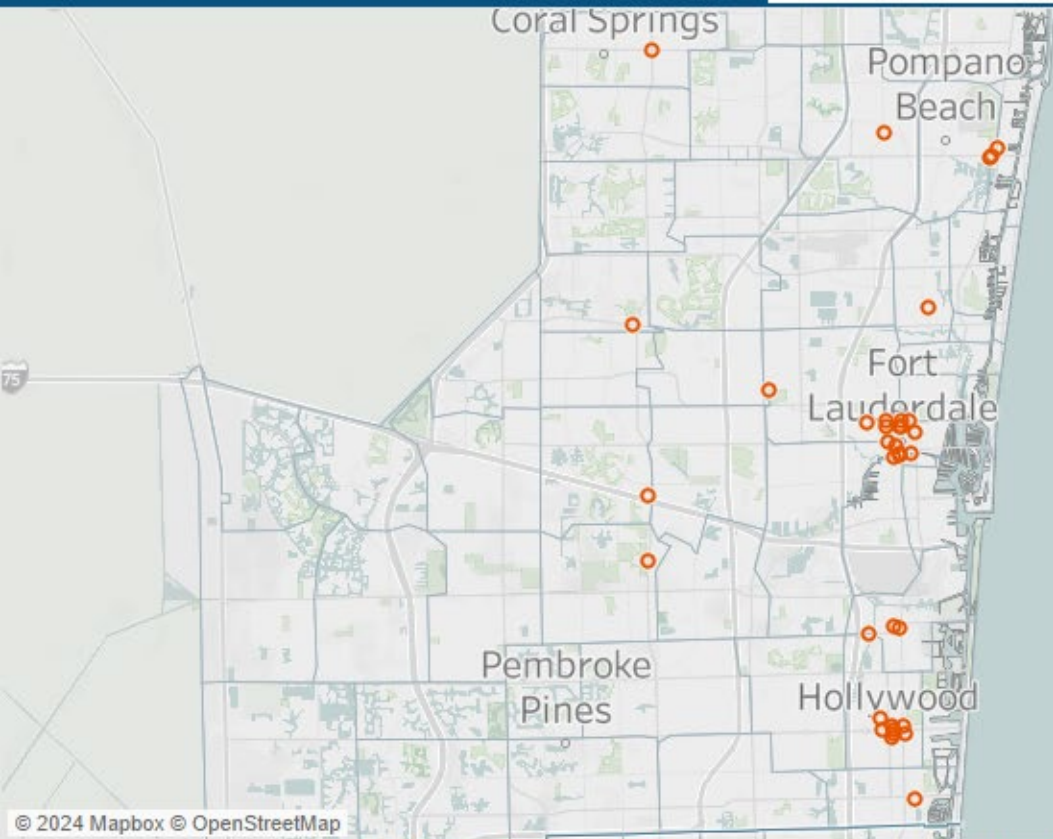 Coral Springs
Pompano
Beach
Fort
Lauderdale
75
Pembroke
Pines
Hollywood
© 2024 Mapbox © OpenStreetMap